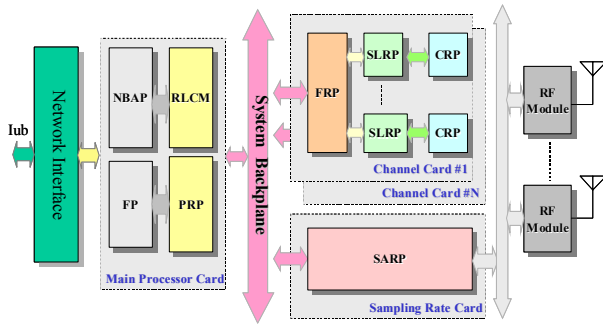 Iub
Network Interface
NBAP
RLCM
FP
PRP
Main Processor Card
System Backplane
FRP
SLRP
CRP
SLRP
CRP
Channel Card #1
Channel Card #N
SARP
Sampling Rate Card
RF
Module
RF
Module